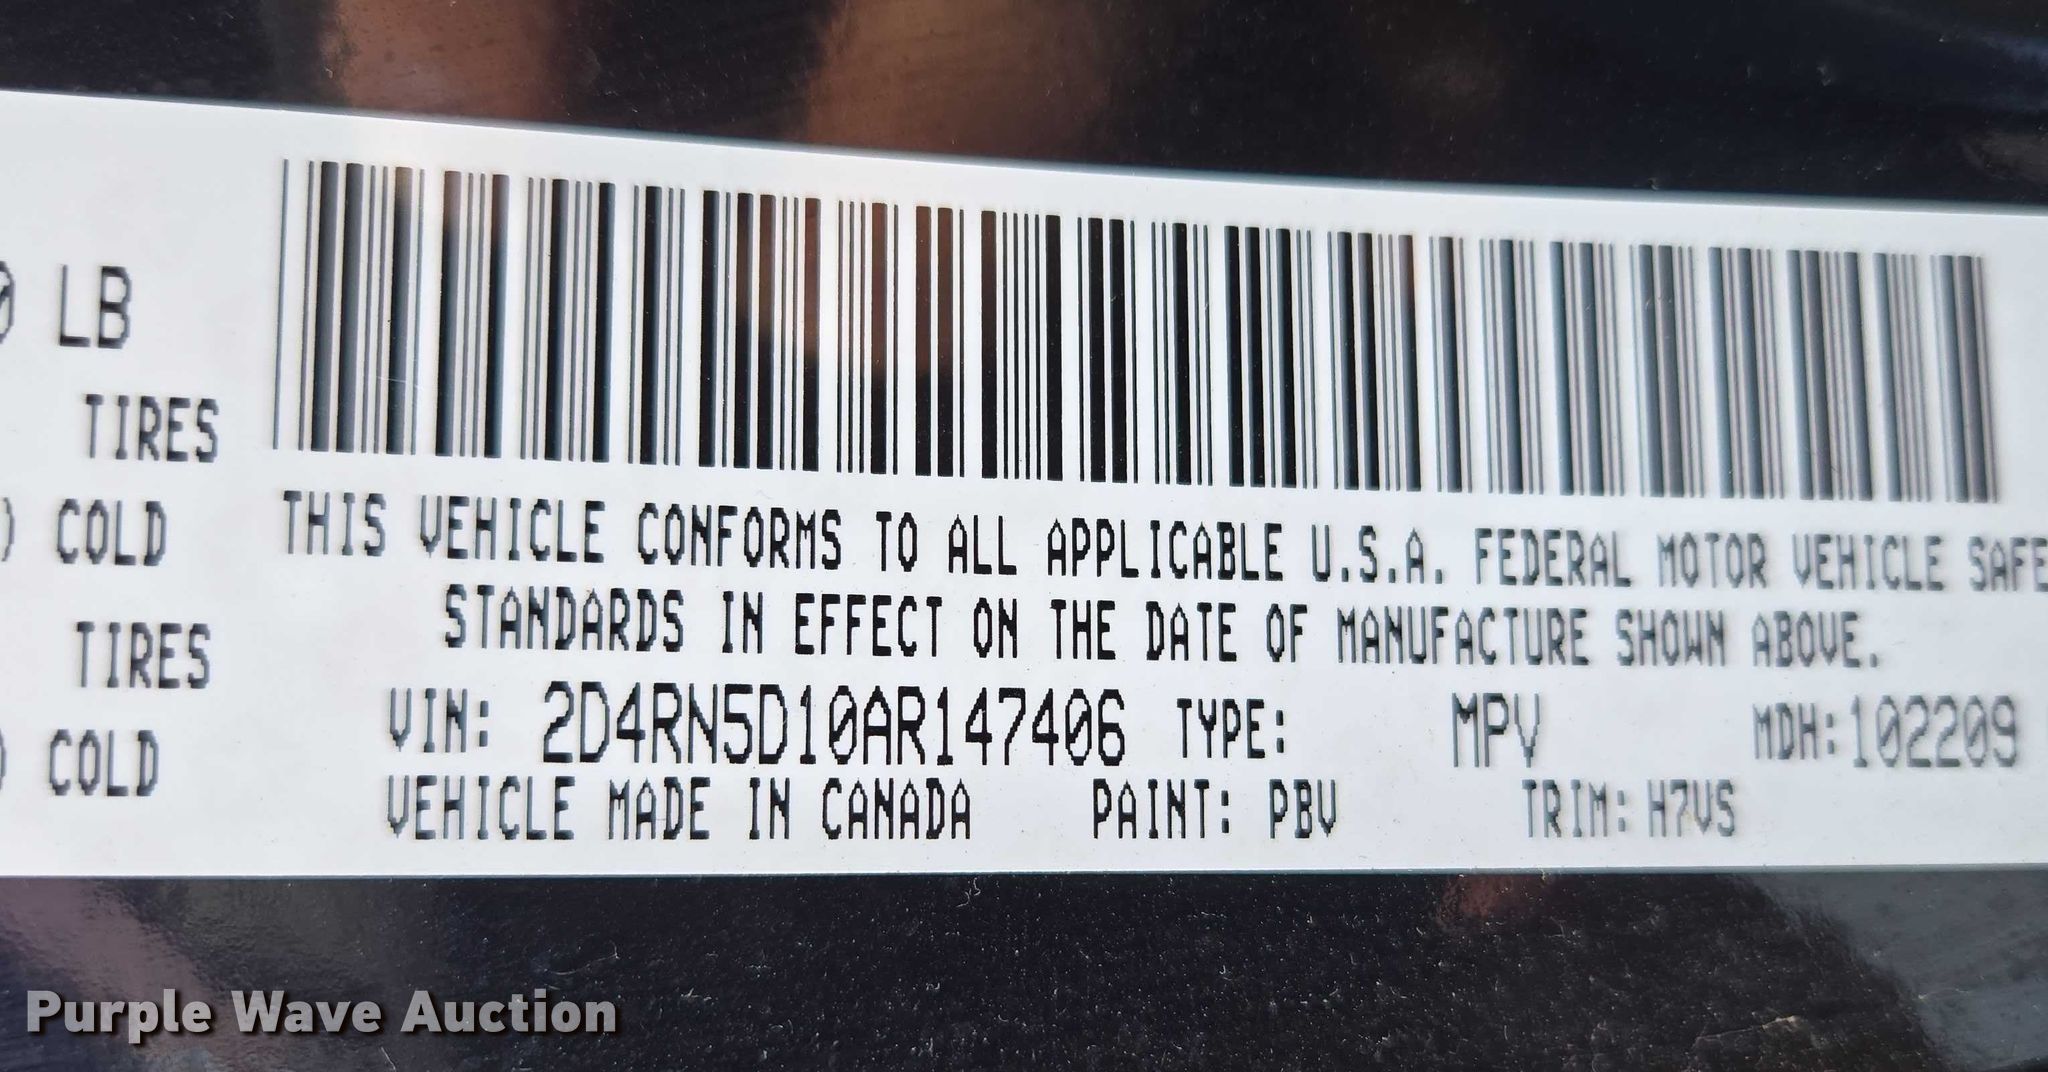 0 LB
TIRES
) COLD
TIRES
) COLD
THIS VEHICLE CONFORMS TO ALL APPLICABLE U.S.A. FEDERAL MOTOR VEHICLE SAFE
STANDARDS IN EFFECT ON THE DATE OF MANUFACTURE SHOWN ABOVE.
VIN: 2D4RN5D10AR147406 TYPE: MPV MDH:102209
VEHICLE MADE IN CANADA PAINT: PBV TRIM: H7VS
Purple Wave Auction